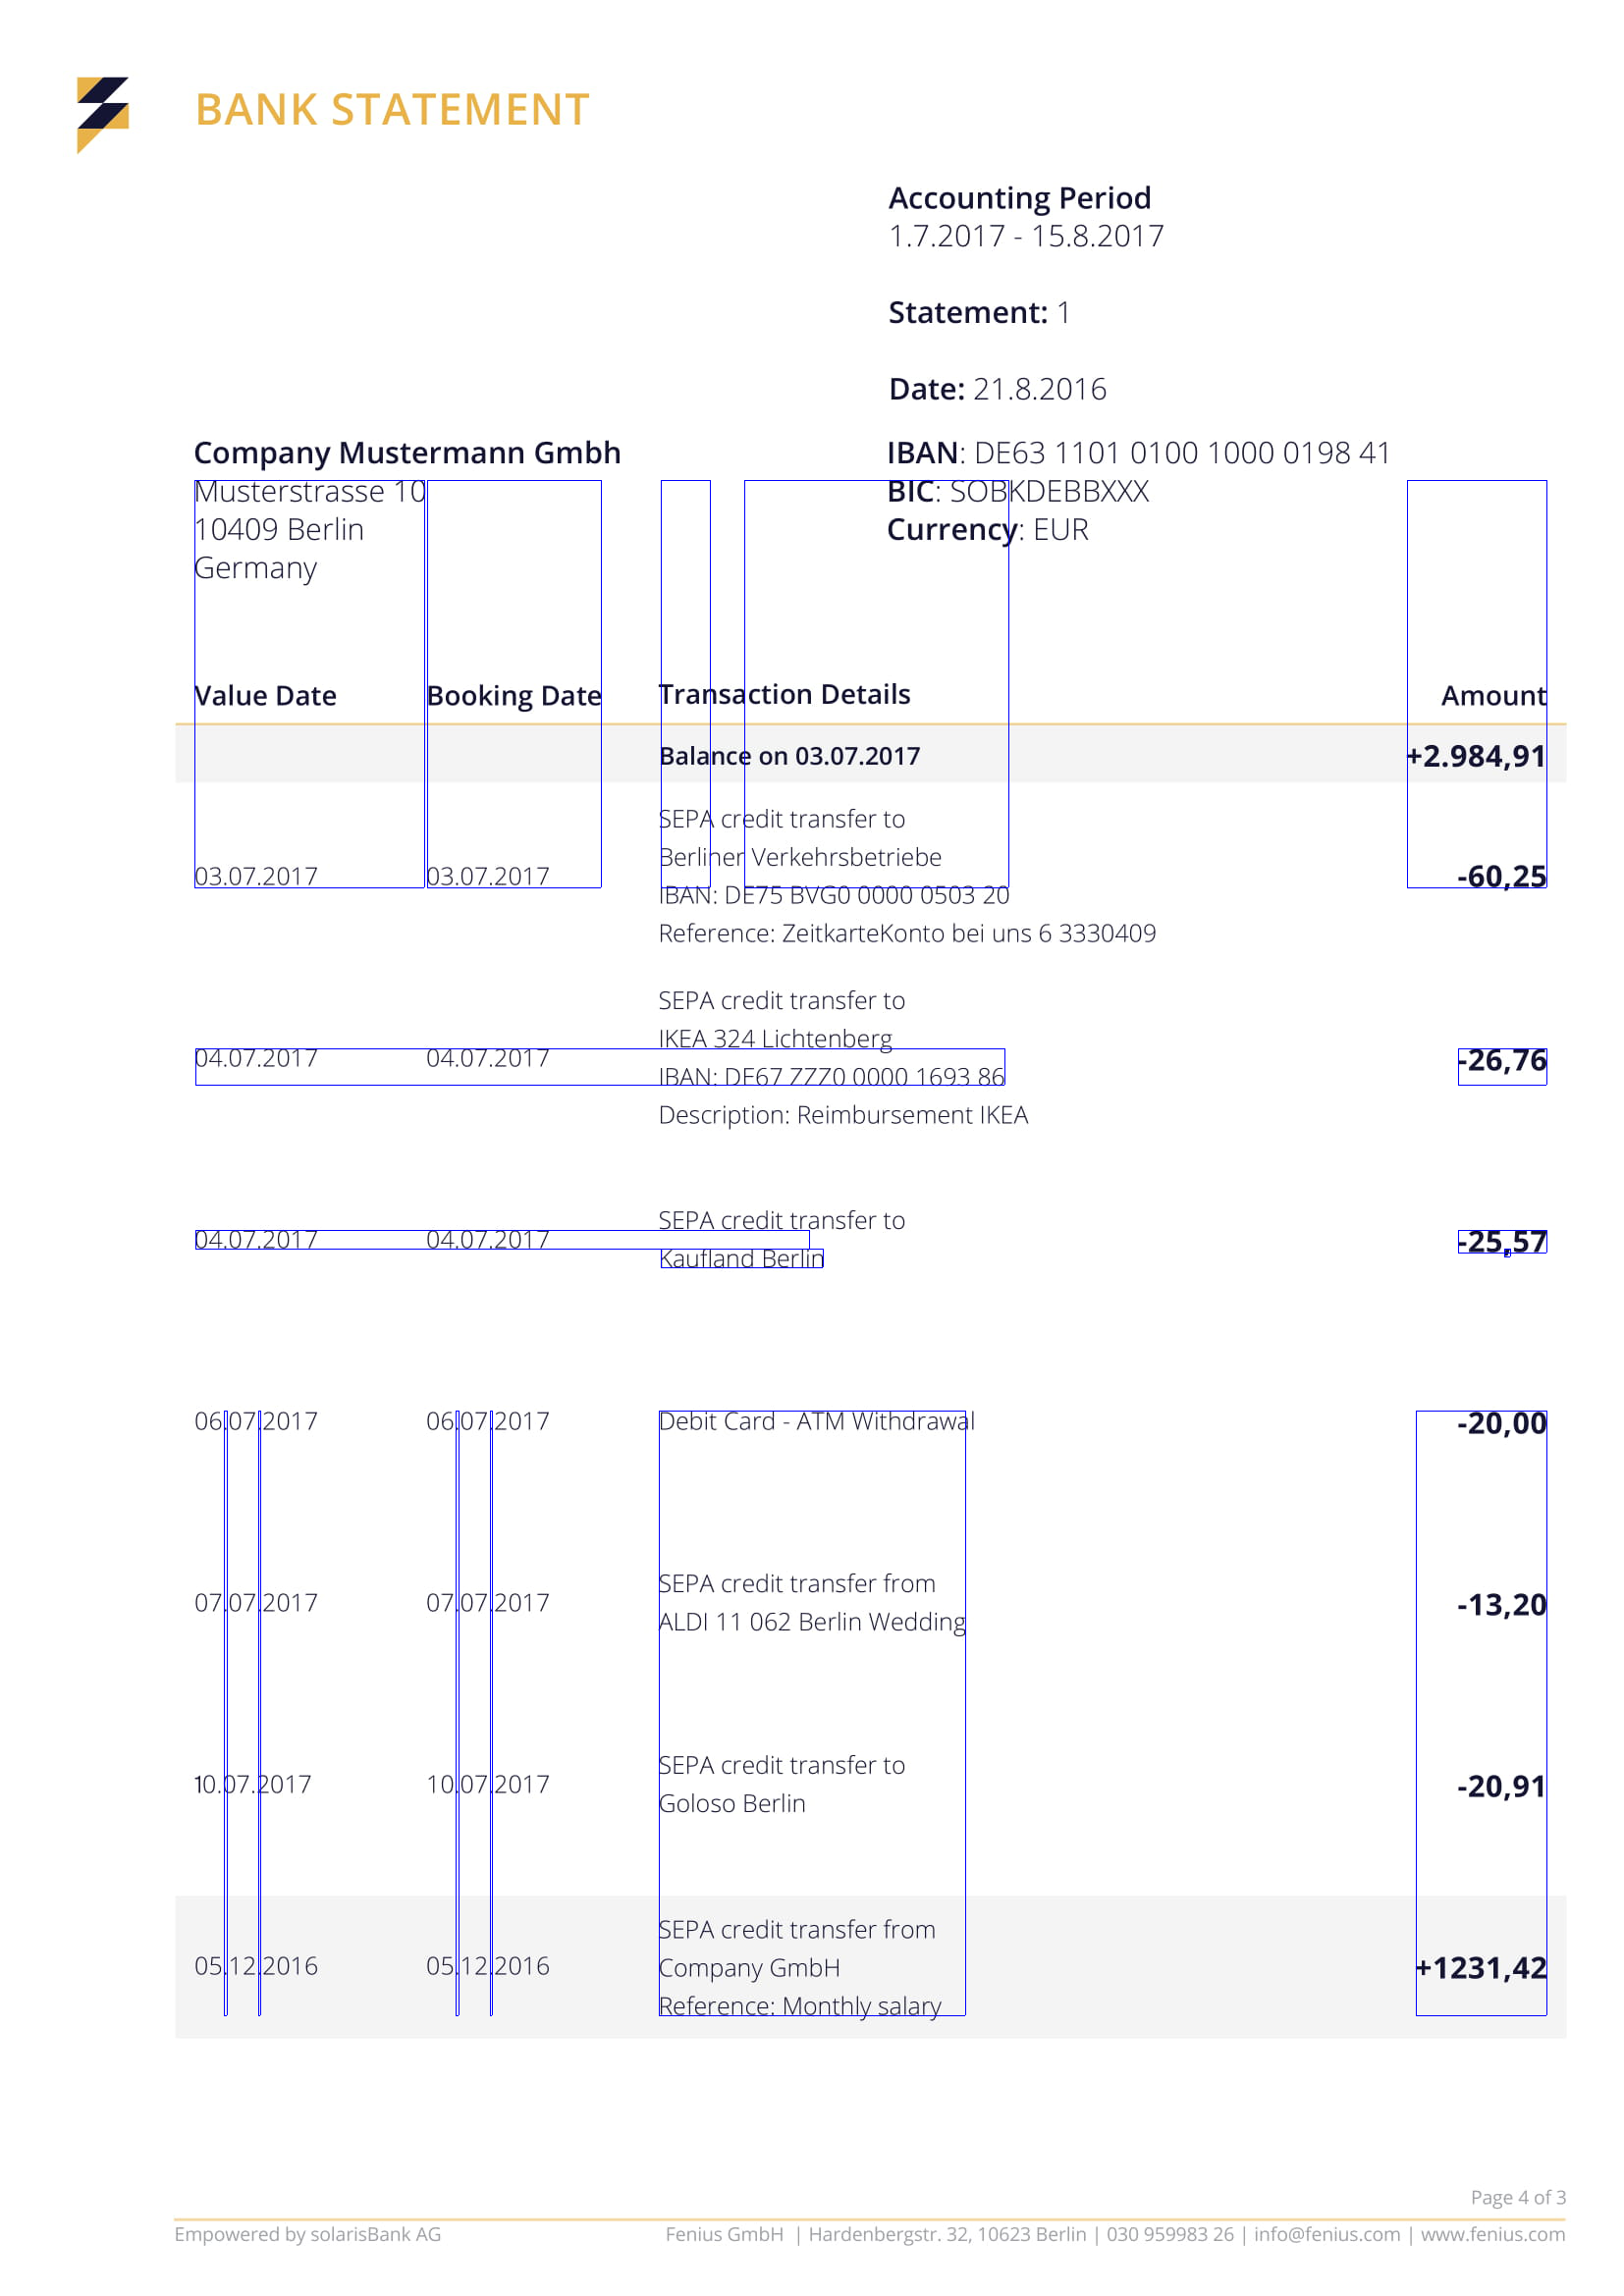 BANK STATEMENT
Accounting Period
1.7.2017 - 15.8.2017
Statement: 1
Date: 21.8.2016
Company Mustermann Gmbh
Musterstrasse 10
10409 Berlin
Germany
IBAN: DE63 1101 0100 1000 0198 41
BIC: SOBKDEBBXXX
Currency: EUR
Value Date Booking Date Transaction Details Amount
Balance on 03.07.2017 +2.984,91
SEPA credit transfer to
Berliner Verkehrsbetriebe
03.07.2017 03.07.2017 -60,25
IBAN: DE75 BVG0 0000 0503 20
Reference: ZeitkarteKonto bei uns 6 3330409
SEPA credit transfer to
IKEA 324 Lichtenberg
04.07.2017 04.07.2017 -26,76
IBAN: DE67 ZZZ0 0000 1693 86
Description: Reimbursement IKEA
SEPA credit transfer to
04.07.2017 04.07.2017 -25,57
Kaufland Berlin
06.07.2017 06.07.2017 Debit Card - ATM Withdrawal -20,00
SEPA credit transfer from
07.07.2017 07.07.2017 -13,20
ALDI 11 062 Berlin Wedding
SEPA credit transfer to
10.07.2017 10.07.2017 -20,91
Goloso Berlin
SEPA credit transfer from
05.12.2016 05.12.2016 Company GmbH +1231,42
Reference: Monthly salary
Page 4 of 3
Empowered by solarisBank AG Fenius GmbH | Hardenbergstr. 32, 10623 Berlin | 030 959983 26 | info@fenius.com | www.fenius.com